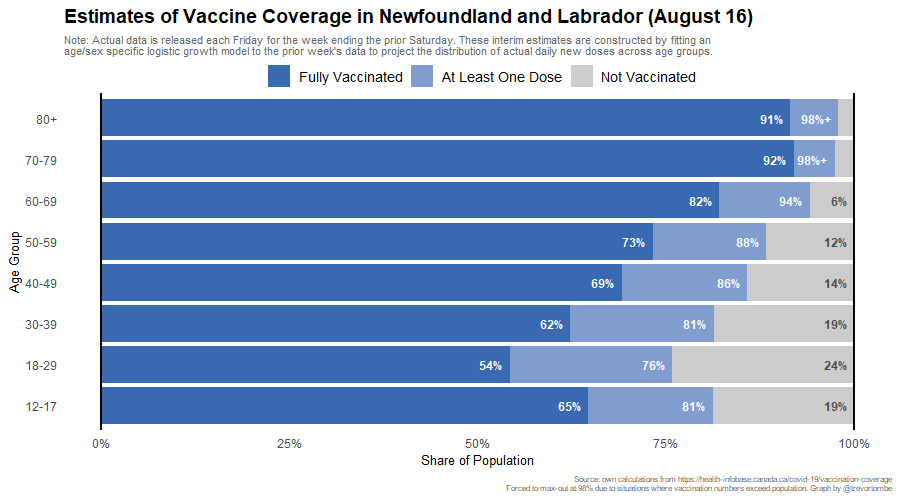 Estimates of Vaccine Coverage in Newfoundland and Labrador (August 16)
Note: Actual data is released each Friday for the week ending the prior Saturday. These interim estimates are constructed by fitting an
age/sex specific logistic growth model to the prior week's data to project the distribution of actual daily new doses across age groups.
Fully Vaccinated At Least One Dose Not Vaccinated
Age Group
80+ 91% 98%+
70-79 92% 98%+
60-69 82% 94% 6%
50-59 73% 88% 12%
40-49 69% 86% 14%
30-39 62% 81% 19%
18-29 54% 76% 24%
12-17 65% 81% 19%
0% 25% 50% 75% 100%
Share of Population
Source: own calculations from https://health-infobase.canada.ca/covid-19/vaccination-coverage
Forced to max-out at 98% due to situations where vaccination numbers exceed population. Graph by @trevortombe